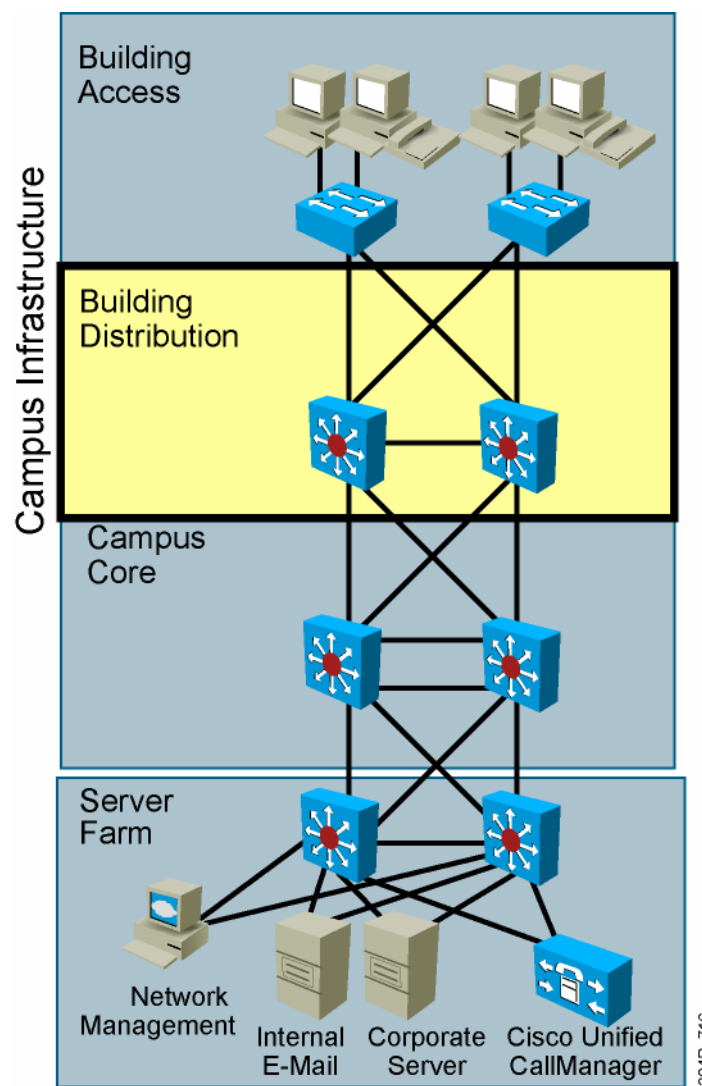 Building
Access
Campus Infrastructure
Building
Distribution
Campus
Core
Server
Farm
Network
Management
Internal
E-Mail
Corporate
Server
Cisco Unified
CallManager